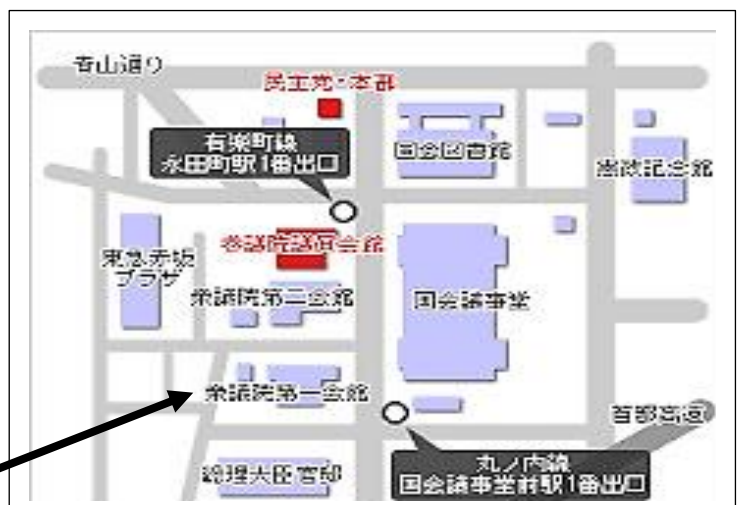 青山通り
民主党・本部
有楽町線
永田町駅1番出口
国会図書館
憲政記念館
参議院議員会館
東急赤坂
プラザ
衆議院第二会館
国会議事堂
衆議院第一会館
首都高速
総理大臣官邸
丸ノ内線
国会議事堂前駅1番出口